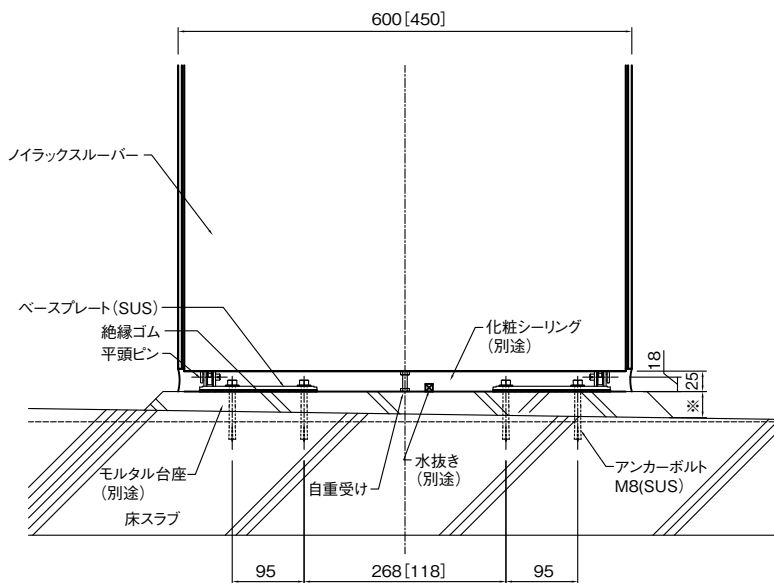 600[450]
ノイラックスルーバー
ベースプレート(SUS)
絶縁ゴム
平頭ピン
化粧シーリング
(別途)
18
25
※
モルタル台座
(別途)
自重受け
水抜き
(別途)
アンカーボルト
M8(SUS)
床スラブ
95
268[118]
95